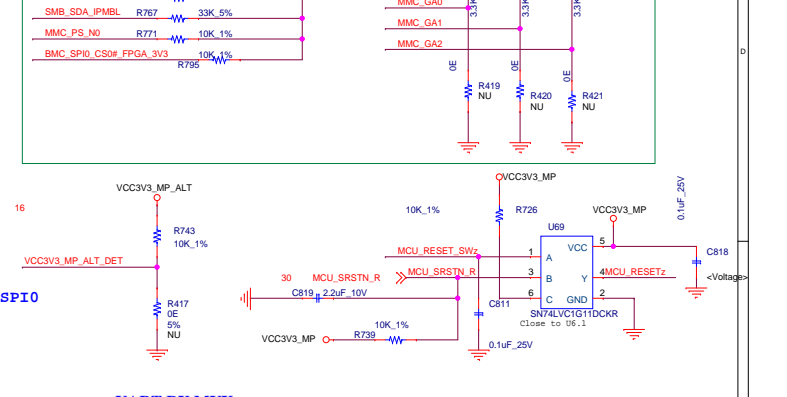 MMC_GA0
SMB_SDA_IPMBL R767 33K_5%
MMC_GA1
MMC_PS_N0 R771 10K_1%
MMC_GA2
BMC_SPI0_CS0#_FPGA_3V3 10K_1%
R795
3.3K
3.3K
3.3K
D
0E
0E
0E
R419
NU
R420
NU
R421
NU
VCC3V3_MP_ALT
VCC3V3_MP
16
R743
10K_1%
10K_1% R726
VCC3V3_MP
0.1uF_25V
U69
VCC3V3_MP_ALT_DET
MCU_RESET_SWz 1 A VCC 5
C818
30 MCU_SRSTN_R MCU_SRSTN_R 3 B Y 4 MCU_RESETz
<Voltage>
SPI0
C819 2.2uF_10V
6 C GND 2
C811
R417
0E
5%
NU
SN74LVC1G11DCKR
Close to U6.1
10K_1%
VCC3V3_MP R739
0.1uF_25V